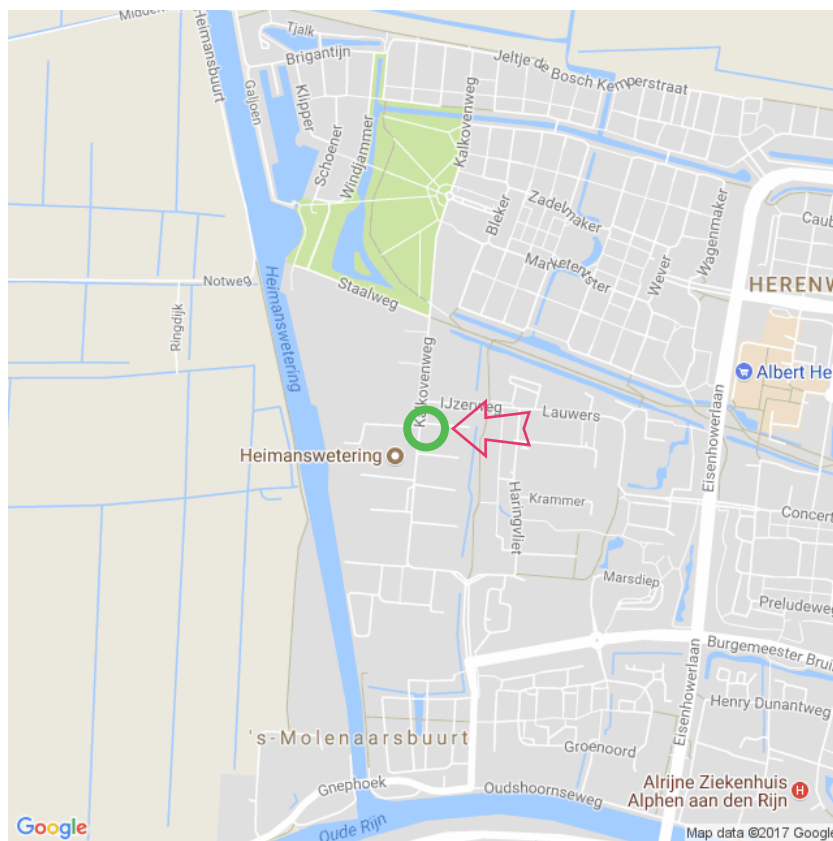 Heimansbuurt
Tjalk
Brigantijn
Galjoen
Klipper
Schoener
Windjammer
Jeltje de Bosch Kemperstraat
Kalkovenweg
Bleker
Zadelmaker
Wever
Wagenmaker
HERENW
Notweg
Ringdijk
Heimanswetering
Staalweg
Kalkovenweg
IJzerweg
Lauwers
Albert He
Eisenhowerlaan
Heimanswetering
Haringvliet
Krammer
Concert
Marsdiep
Preludeweg
Burgemeester Bruin
Eisenhowerlaan
Henry Dunantweg
's-Molenaarsbuurt
Groenoord
Gnephoek
Oudshoornseweg
Alrijne Ziekenhuis
Alphen aan den Rijn
H
Oude Rijn
Google
Map data ©2017 Google